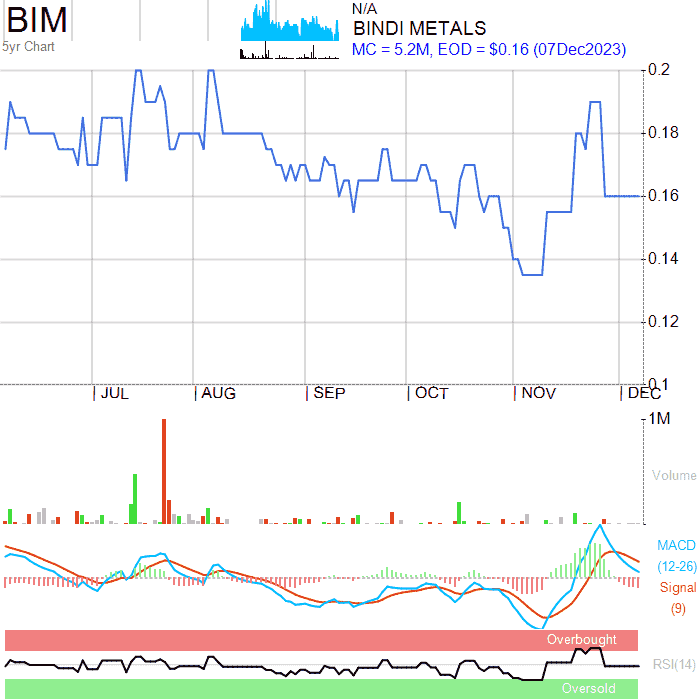 BIM
5yr Chart
N/A
BINDI METALS
MC = 5.2M, EOD = $0.16 (07Dec2023)
0.2
0.18
0.16
0.14
0.12
0.1
JUL AUG SEP OCT NOV DEC
1M
Volume
MACD
(12-26)
Signal
(9)
Overbought
RSI(14)
Oversold